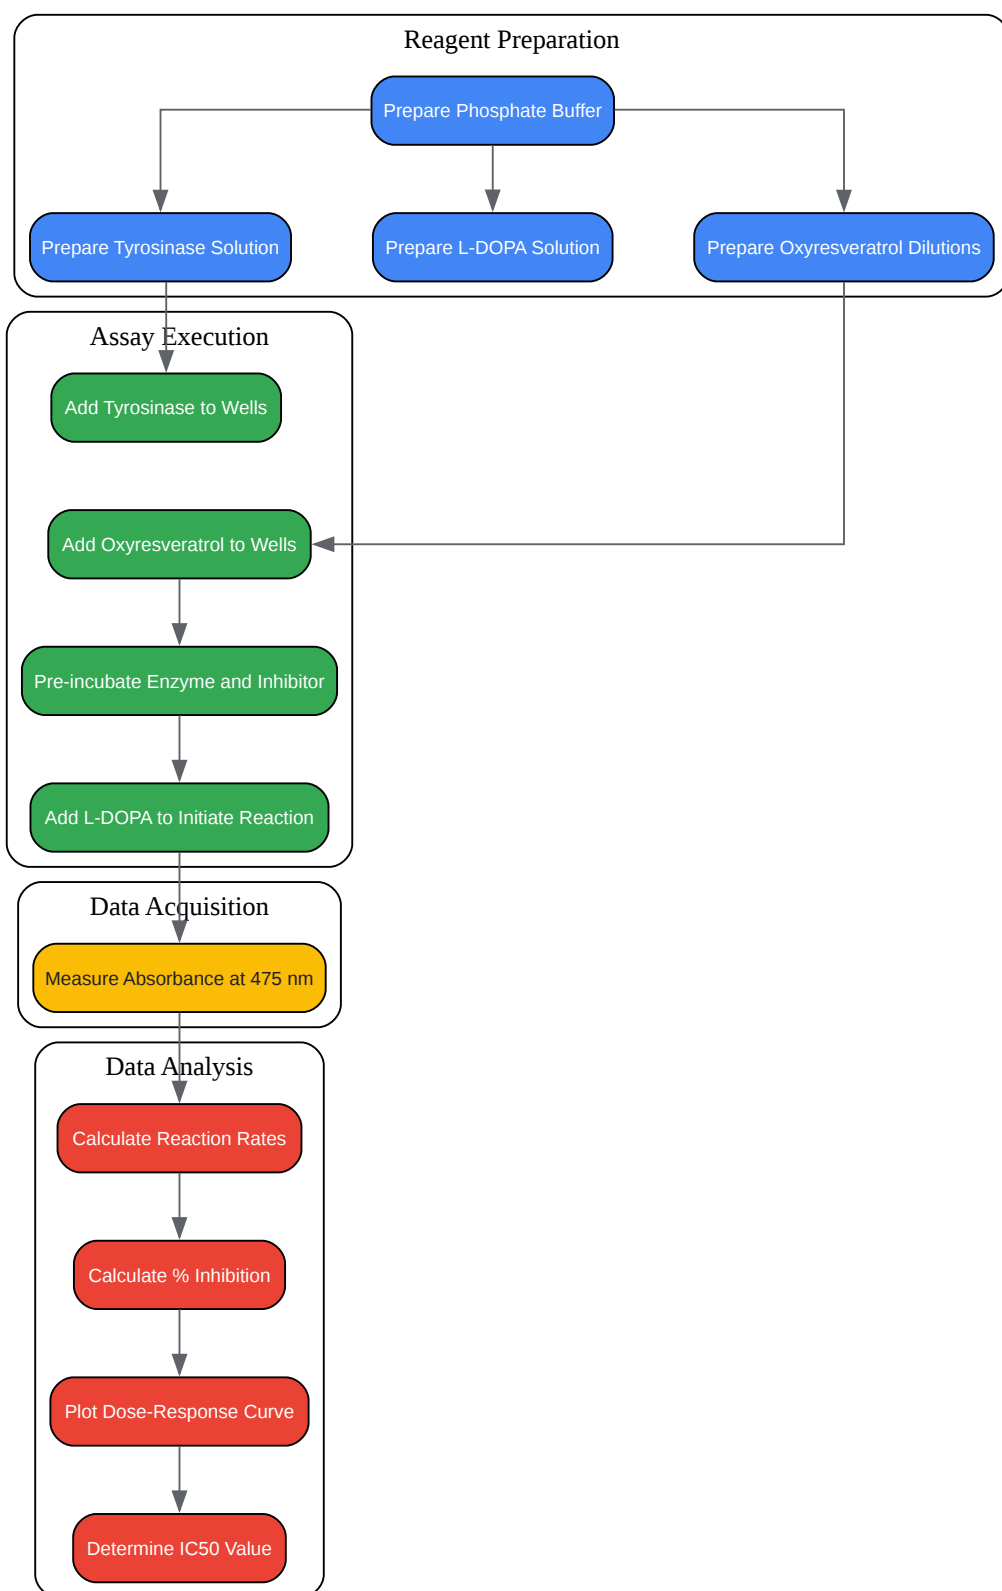 Reagent Preparation
Prepare Phosphate Buffer
Prepare Tyrosinase Solution
Prepare L-DOPA Solution
Prepare Oxyresveratrol Dilutions
Assay Execution
Add Tyrosinase to Wells
Add Oxyresveratrol to Wells
Pre-incubate Enzyme and Inhibitor
Add L-DOPA to Initiate Reaction
Data Acquisition
Measure Absorbance at 475 nm
Data Analysis
Calculate Reaction Rates
Calculate % Inhibition
Plot Dose-Response Curve
Determine IC50 Value